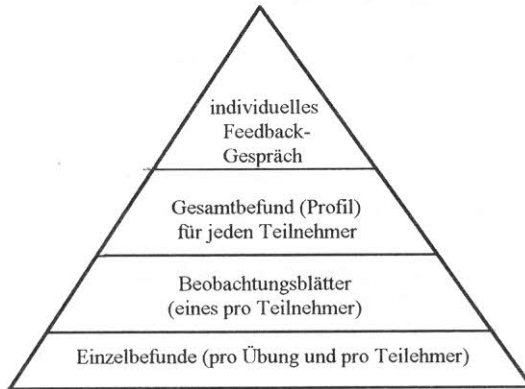 individuelles
Feedback-
Gespräch
Gesamtbefund (Profil)
für jeden Teilnehmer
Beobachtungsblätter
(eines pro Teilnehmer)
Einzelbefunde (pro Übung und pro Teilehmer)